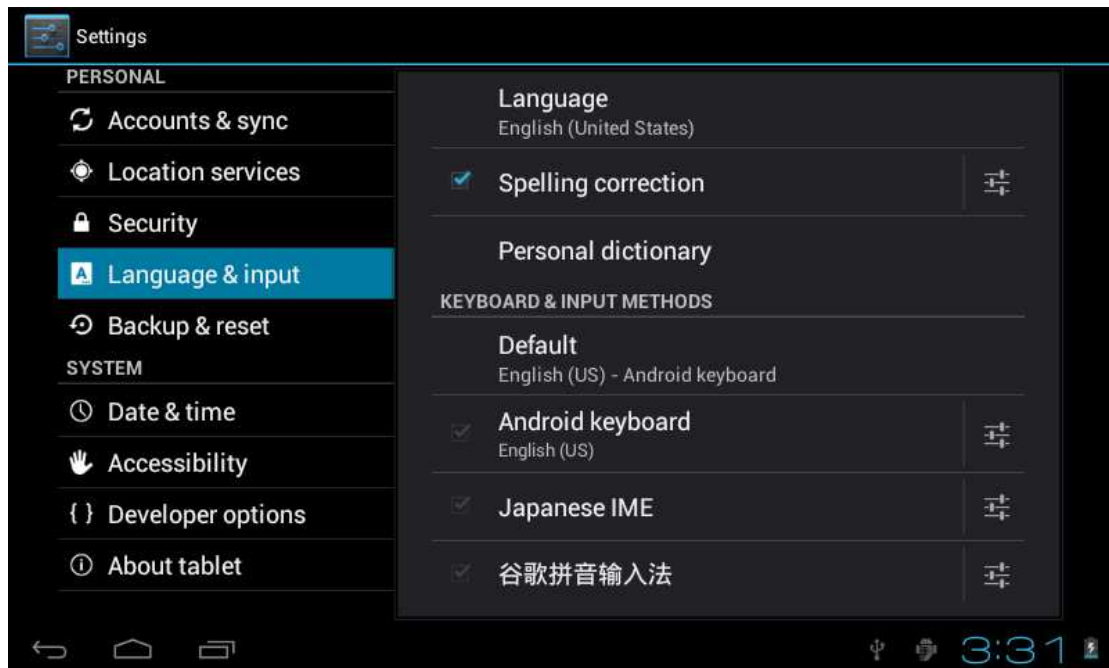 Settings
PERSONAL
Accounts & sync
Location services
Security
Language & input
Backup & reset
SYSTEM
Date & time
Accessibility
{ } Developer options
About tablet
Language
English (United States)
Spelling correction
Personal dictionary
KEYBOARD & INPUT METHODS
Default
English (US) - Android keyboard
Android keyboard
English (US)
Japanese IME
谷歌拼音输入法
3:31